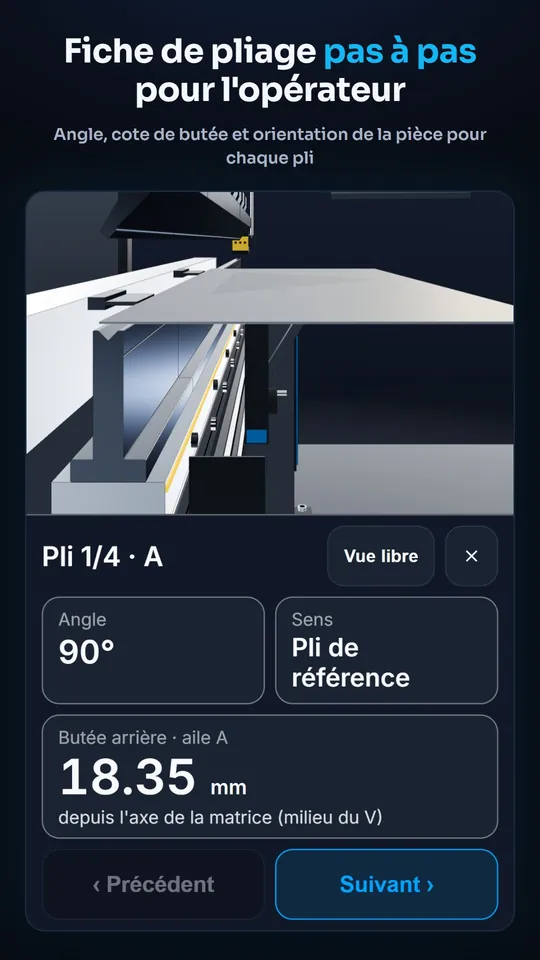 Fiche de pliage pas à pas
pour l'opérateur
Angle, cote de butée et orientation de la pièce pour
chaque pli
Pli 1/4 · A
Vue libre
×
Angle
90°
Sens
Pli de
référence
Butée arrière · aile A
18.35 mm
depuis l'axe de la matrice (milieu du V)
‹ Précédent
Suivant ›